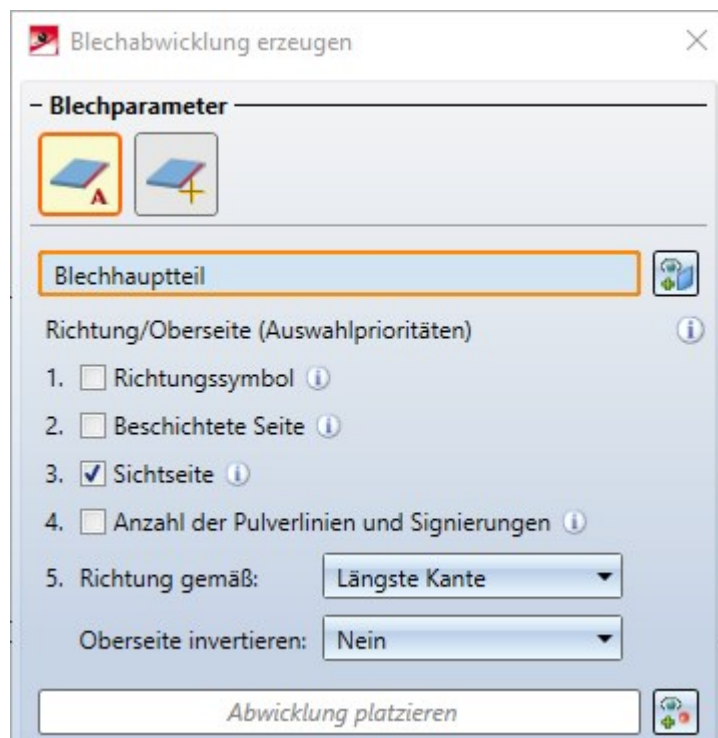 Blechabwicklung erzeugen
Blechparameter
A
Blechhauptteil
Richtung/Oberseite (Auswahlprioritäten)
1. Richtungssymbol
2. Beschichtete Seite
3. Sichtseite
4. Anzahl der Pulverlinien und Signierungen
5. Richtung gemäß: Längste Kante
Oberseite invertieren: Nein
Abwicklung platzieren